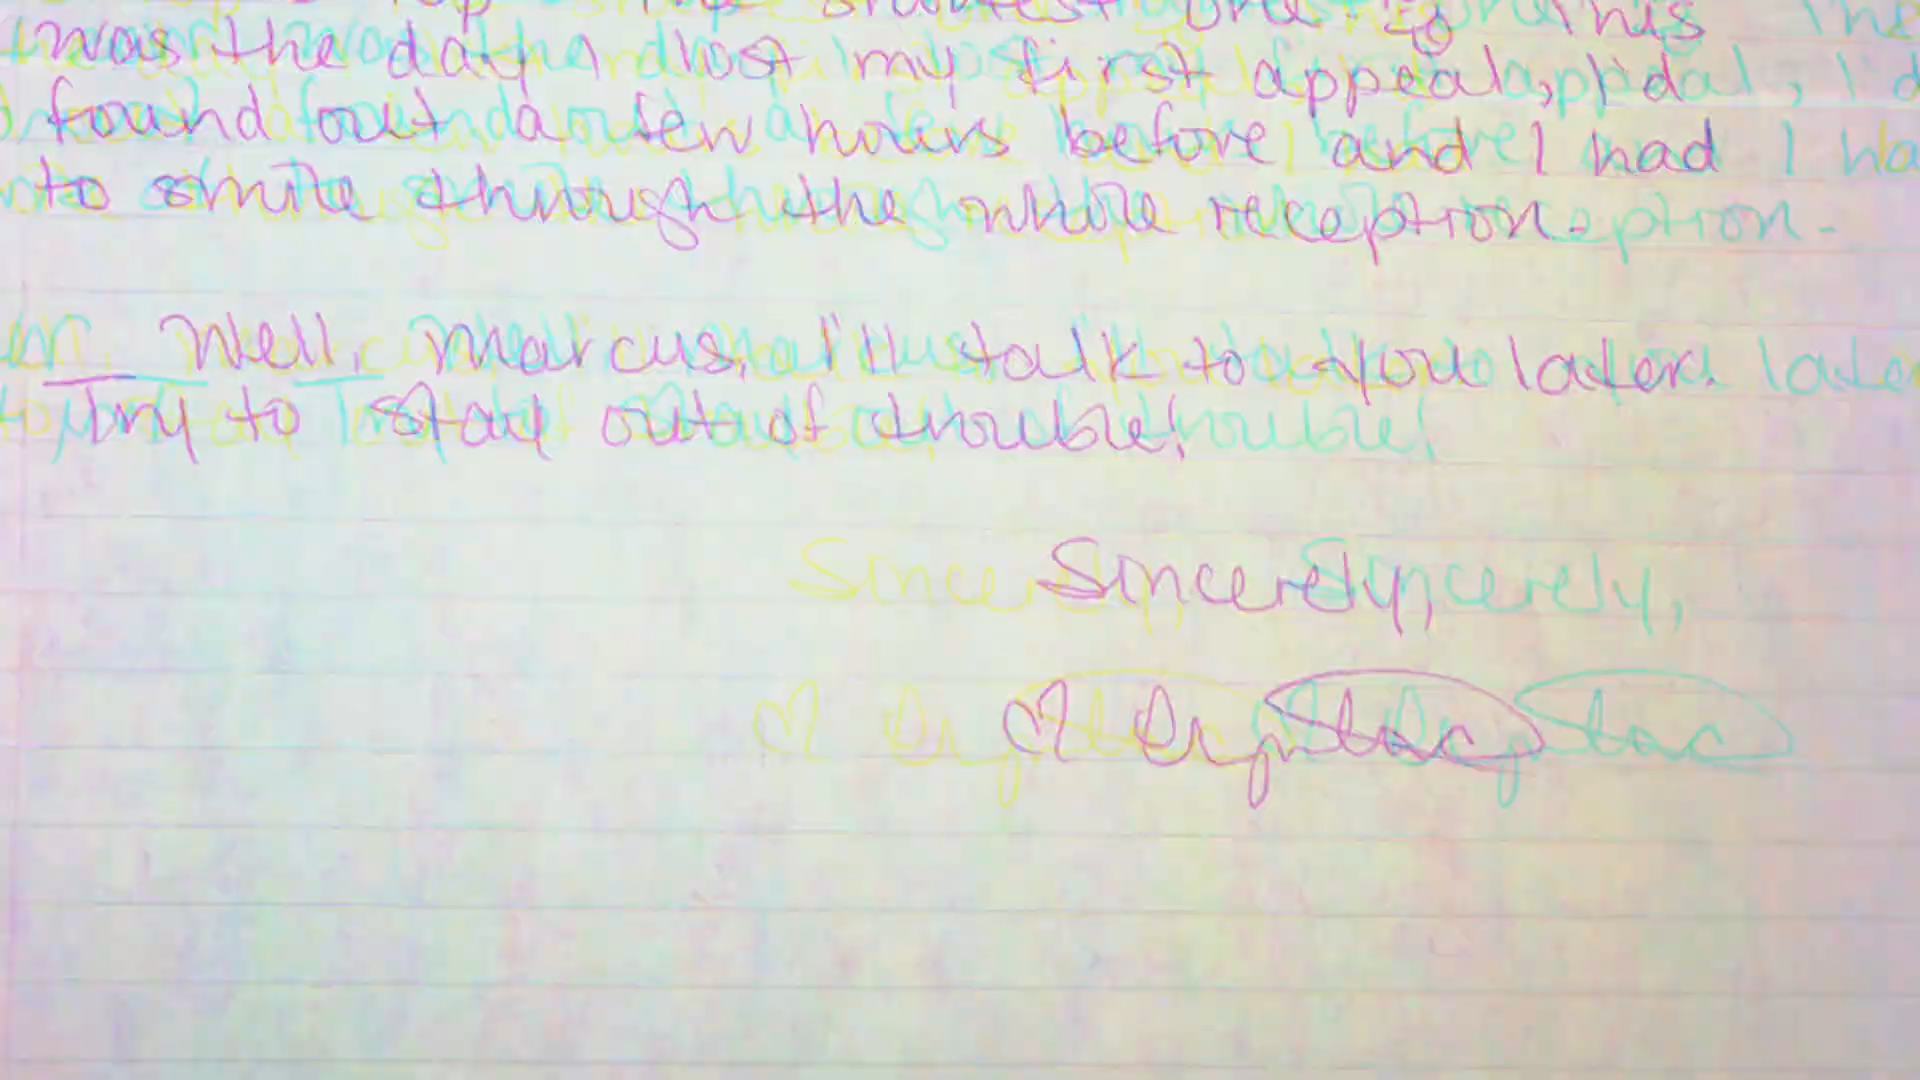 This
was the day I lost my first appeal, I'd
found out a few hours before and I had
to smile through the whole reception.
Well, Marcus, I'll talk to you later.
Try to stay out of trouble!
Sincerely,